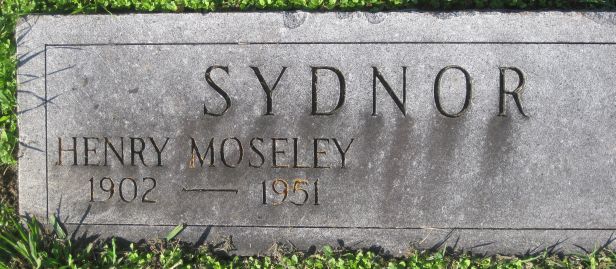 SYDNOR
HENRY MOSELEY
1902 — 1951